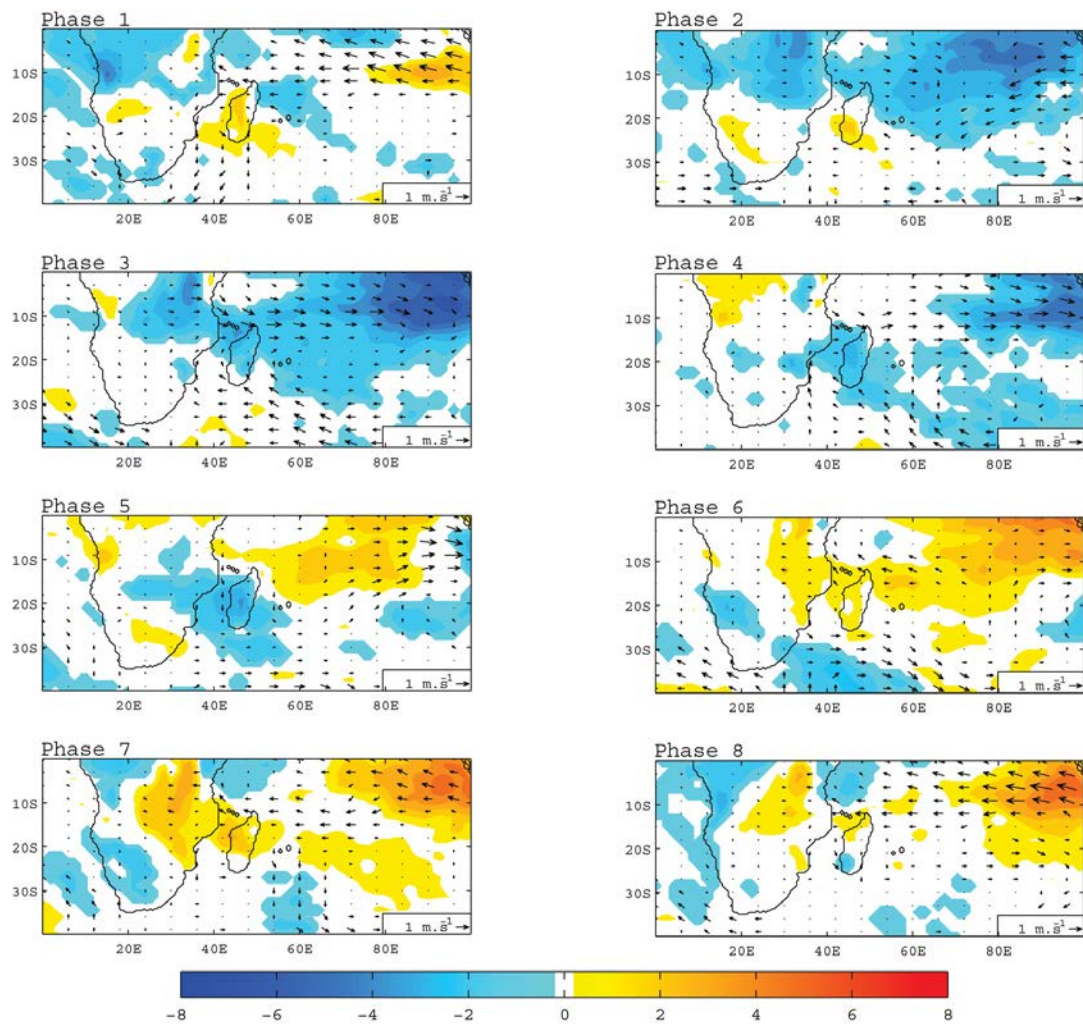 Phase 1
10S
20S
30S
20E 40E 60E 80E
1 m.s⁻¹
Phase 2
10S
20S
30S
20E 40E 60E 80E
1 m.s⁻¹
Phase 3
10S
20S
30S
20E 40E 60E 80E
1 m.s⁻¹
Phase 4
10S
20S
30S
20E 40E 60E 80E
1 m.s⁻¹
Phase 5
10S
20S
30S
20E 40E 60E 80E
1 m.s⁻¹
Phase 6
10S
20S
30S
20E 40E 60E 80E
1 m.s⁻¹
Phase 7
10S
20S
30S
20E 40E 60E 80E
1 m.s⁻¹
Phase 8
10S
20S
30S
20E 40E 60E 80E
1 m.s⁻¹
-8 -6 -4 -2 0 2 4 6 8